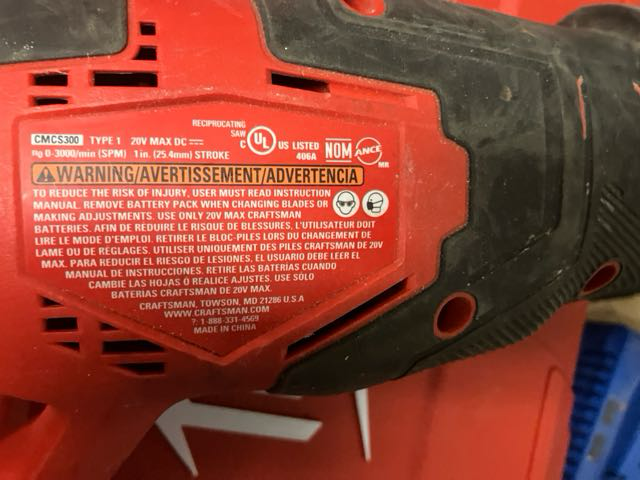 RECIPROCATING
SAW
CMCS300 TYPE 1 20V MAX DC
C UL US LISTED
406A
NOM
ANCE
MR
n0 0-3000/min (SPM) 1 in. (25.4mm) STROKE
WARNING/AVERTISSEMENT/ADVERTENCIA
TO REDUCE THE RISK OF INJURY, USER MUST READ INSTRUCTION
MANUAL. REMOVE BATTERY PACK WHEN CHANGING BLADES OR
MAKING ADJUSTMENTS. USE ONLY 20V MAX CRAFTSMAN
BATTERIES. AFIN DE RÉDUIRE LE RISQUE DE BLESSURES, L'UTILISATEUR DOIT
LIRE LE MODE D'EMPLOI. RETIRER LE BLOC-PILES LORS DU CHANGEMENT DE
LAME OU DE RÉGLAGES. UTILISER UNIQUEMENT DES PILES CRAFTSMAN DE 20V
MAX. PARA REDUCIR EL RIESGO DE LESIONES, EL USUARIO DEBE LEER EL
MANUAL DE INSTRUCCIONES. RETIRE LAS BATERÍAS CUANDO
CAMBIE LAS HOJAS O REALICE AJUSTES. USE SOLO
BATERIAS CRAFTSMAN DE 20V MAX.
CRAFTSMAN, TOWSON, MD 21286 U.S.A
WWW.CRAFTSMAN.COM
?: 1-888-331-4569
MADE IN CHINA